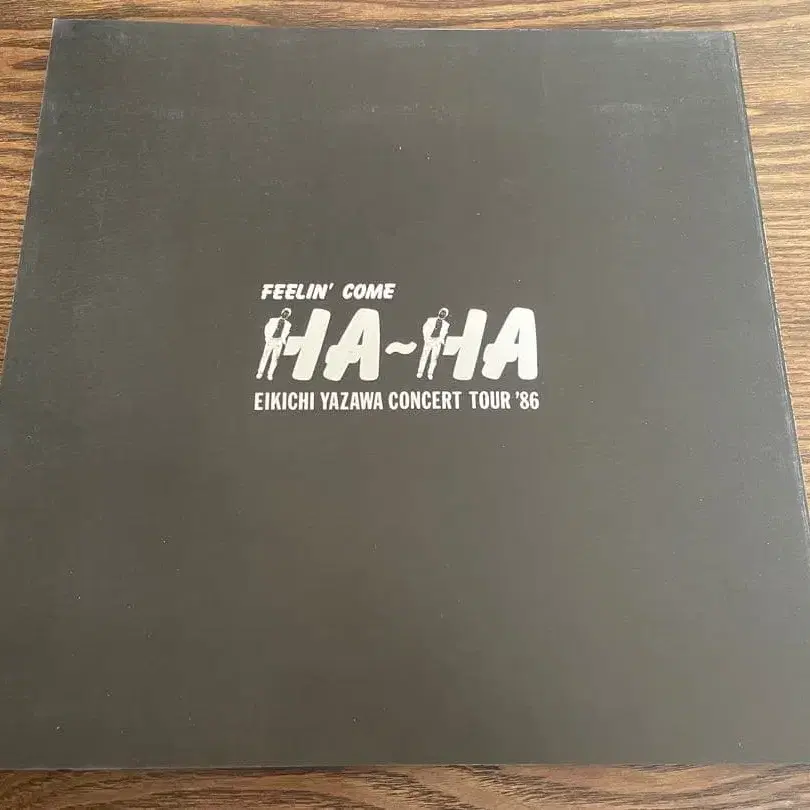 FEELIN' COME
HA~HA
EIKICHI YAZAWA CONCERT TOUR '86